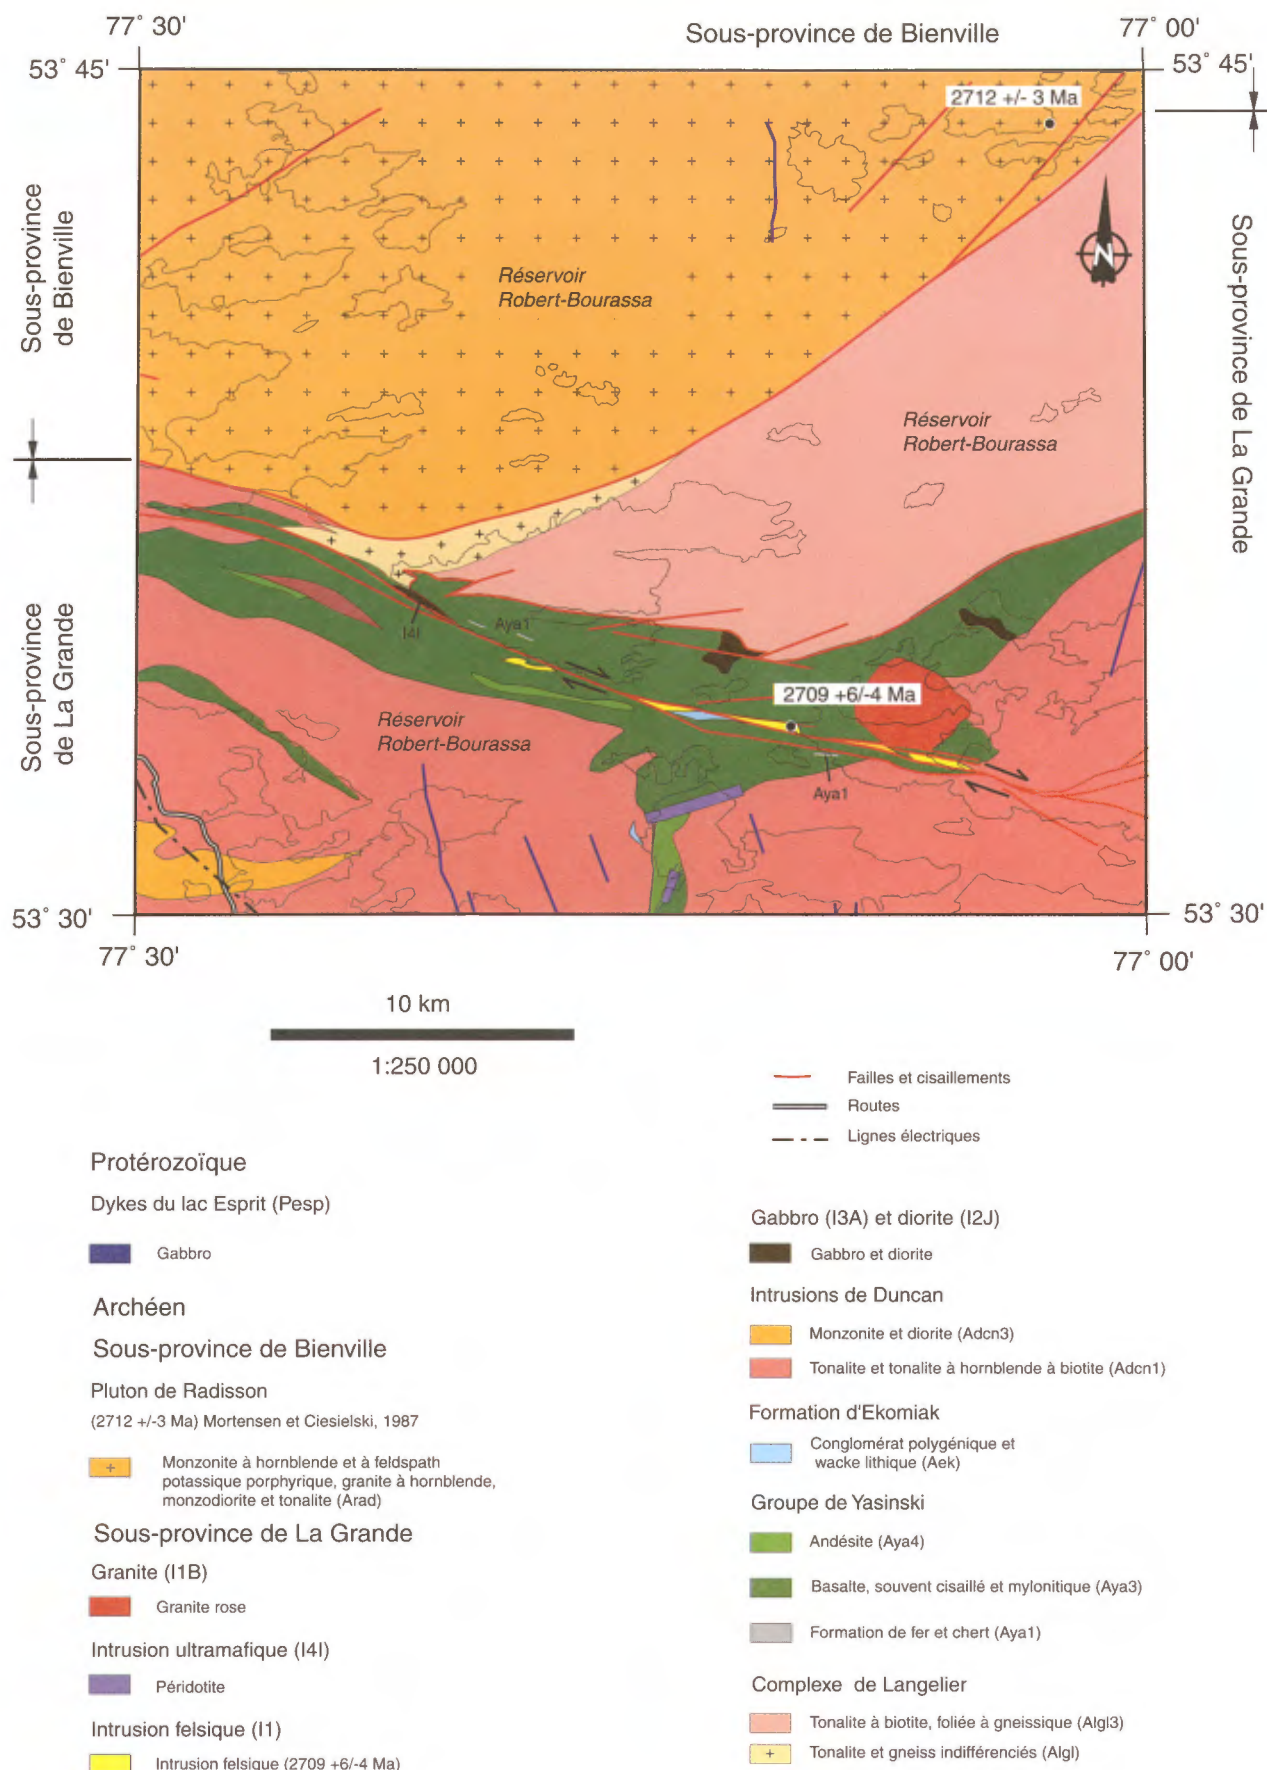 77° 30'
Sous-province de Bienville
77° 00'
53° 45'
53° 45'
2712 +/- 3 Ma
Sous-province
de Bienville
N
Sous-province de La Grande
Réservoir
Robert-Bourassa
Réservoir
Robert-Bourassa
Sous-province
de La Grande
I4I
Aya1
2709 +6/-4 Ma
Réservoir
Robert-Bourassa
Aya1
53° 30'
53° 30'
77° 30'
77° 00'
10 km
1:250 000
Failles et cisaillements
Routes
Lignes électriques
Protérozoïque
Dykes du lac Esprit (Pesp)
Gabbro
Archéen
Sous-province de Bienville
Pluton de Radisson
(2712 +/-3 Ma) Mortensen et Ciesielski, 1987
+
Monzonite à hornblende et à feldspath
potassique porphyrique, granite à hornblende,
monzodiorite et tonalite (Arad)
Sous-province de La Grande
Granite (I1B)
Granite rose
Intrusion ultramafique (I4I)
Péridotite
Intrusion felsique (I1)
Intrusion felsique (2709 +6/-4 Ma)
Gabbro (I3A) et diorite (I2J)
Gabbro et diorite
Intrusions de Duncan
Monzonite et diorite (Adcn3)
Tonalite et tonalite à hornblende à biotite (Adcn1)
Formation d'Ekomiak
Conglomérat polygénique et
wacke lithique (Aek)
Groupe de Yasinski
Andésite (Aya4)
Basalte, souvent cisaillé et mylonitique (Aya3)
Formation de fer et chert (Aya1)
Complexe de Langelier
Tonalite à biotite, foliée à gneissique (Algl3)
+
Tonalite et gneiss indifférenciés (Algl)